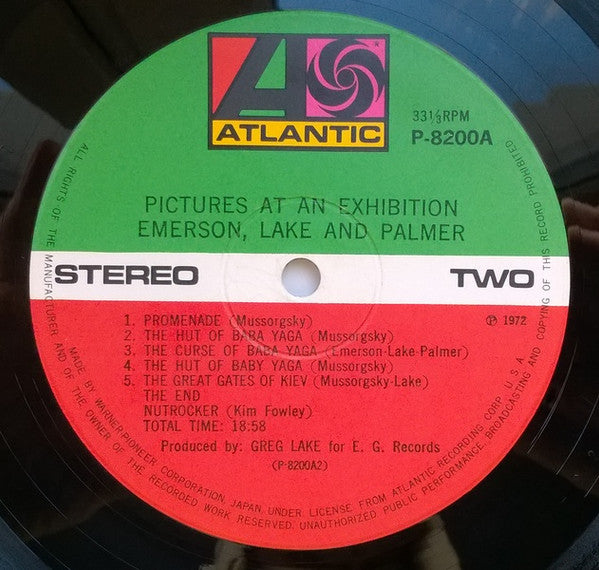 ATLANTIC
33⅓RPM
P-8200A
PICTURES AT AN EXHIBITION
EMERSON, LAKE AND PALMER
STEREO
TWO
℗ 1972
1. PROMENADE (Mussorgsky)
2. THE HUT OF BABA YAGA (Mussorgsky)
3. THE CURSE OF BABA YAGA (Emerson-Lake-Palmer)
4. THE HUT OF BABY YAGA (Mussorgsky)
5. THE GREAT GATES OF KIEV (Mussorgsky-Lake)
THE END
NUTROCKER (Kim Fowley)
TOTAL TIME: 18:58
Produced by: GREG LAKE for E. G. Records
(P-8200A2)
MADE BY WARNER-PIONEER CORPORATION JAPAN UNDER LICENSE FROM ATLANTIC RECORDING CORP. U.S.A.
ALL RIGHTS OF THE MANUFACTURER AND OF THE OWNER OF THE RECORDED WORK RESERVED. UNAUTHORIZED PUBLIC PERFORMANCE, BROADCASTING AND COPYING OF THIS RECORD PROHIBITED